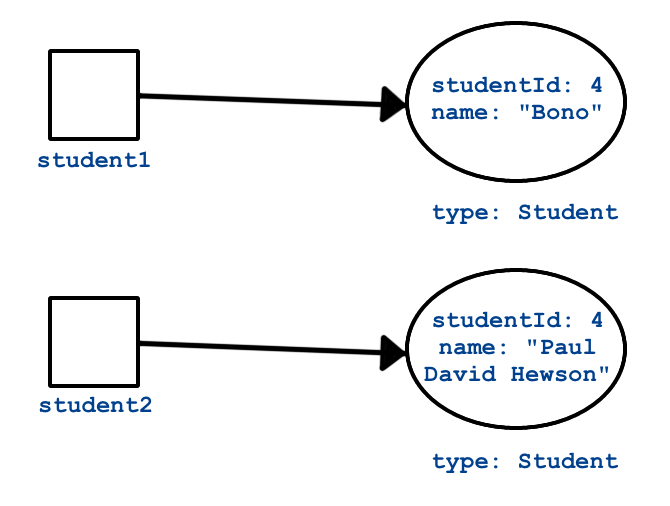 studentId: 4
name: "Bono"
student1
type: Student
studentId: 4
name: "Paul
David Hewson"
student2
type: Student